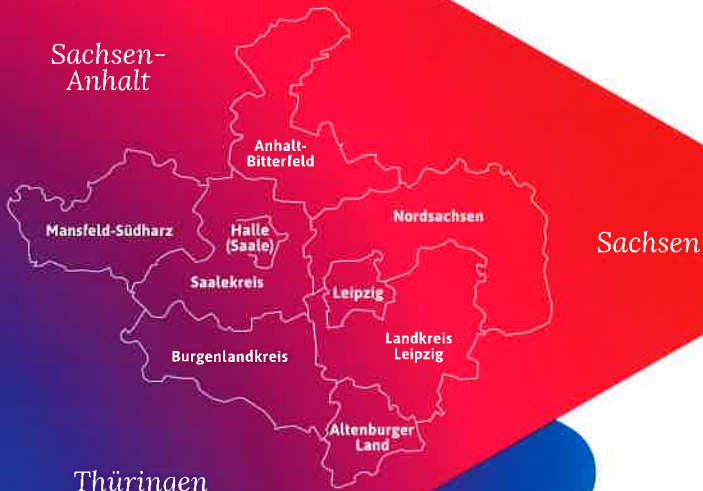 Sachsen-
Anhalt
Anhalt-
Bitterfeld
Mansfeld-Südharz
Halle
(Saale)
Nordsachsen
Sachsen
Saalekreis
Leipzig
Burgenlandkreis
Landkreis
Leipzig
Altenburger
Land
Thüringen